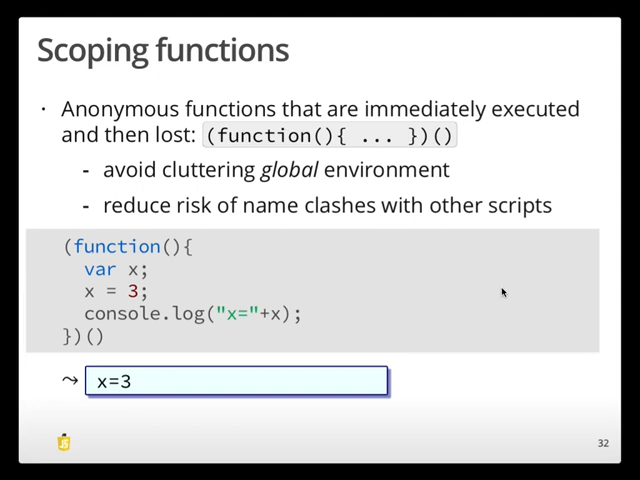 Scoping functions
· Anonymous functions that are immediately executed
and then lost: (function(){ ... })()
- avoid cluttering global environment
- reduce risk of name clashes with other scripts
(function(){
  var x;
  x = 3;
  console.log("x="+x);
})()
⤳ x=3
JS
32